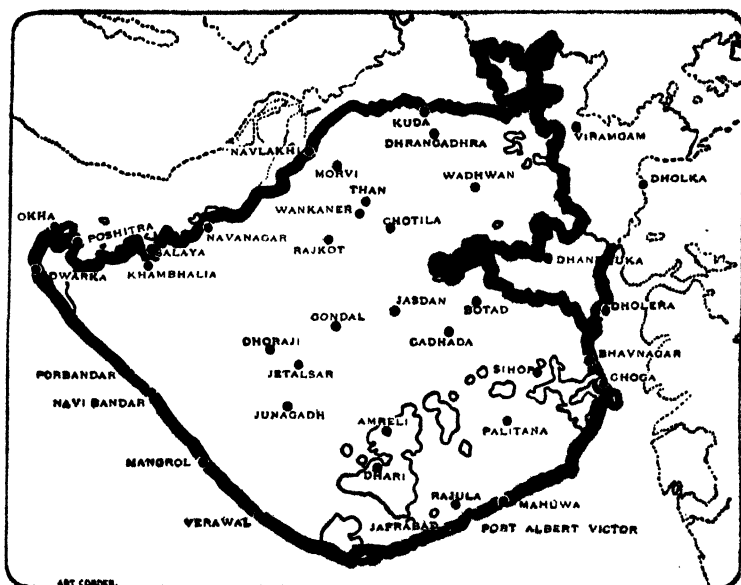 KUDA
DHRANGADHRA
VIRAMGAM
NAVLAKHI
MORVI
THAN
WADHWAN
DHOLKA
WANKANER
OKHA
POSHITRA
NAVANAGAR
CHOTILA
RAJKOT
SALAYA
DWARKA
KHAMBHALIA
DHANDHUKA
JASDAN
BOTAD
DHOLERA
GONDAL
GADHADA
DHORAJI
BHAVNAGAR
JETALSAR
SIHOR
GHOGA
PORBANDAR
NAVI BANDAR
JUNAGADH
AMRELI
PALITANA
MANGROL
DHARI
RAJULA
MAHUWA
VERAWAL
JAFRABAD
PORT ALBERT VICTOR
ART CORNER.